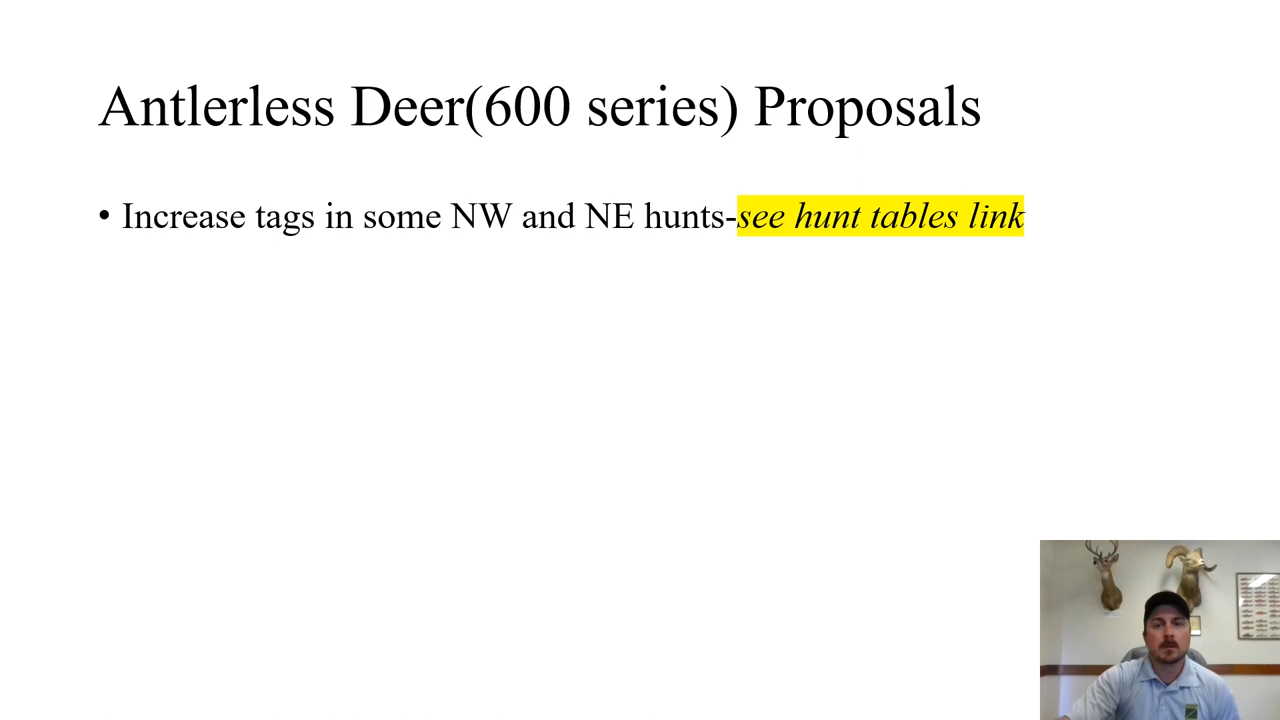 Antlerless Deer(600 series) Proposals
• Increase tags in some NW and NE hunts-see hunt tables link